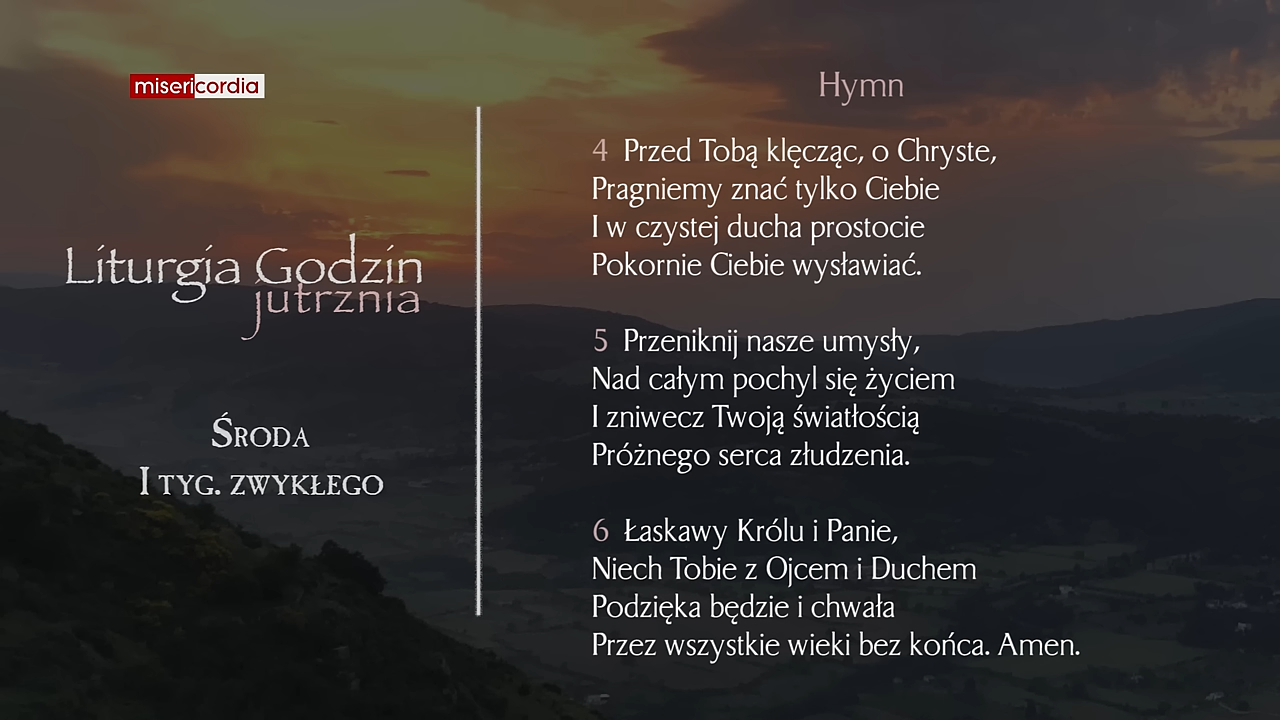 misericordia
Liturgia Godzin
jutrznia
Środa
I tyg. zwykłego
Hymn
4 Przed Tobą klęcząc, o Chryste,
Pragniemy znać tylko Ciebie
I w czystej ducha prostocie
Pokornie Ciebie wysławiać.
5 Przeniknij nasze umysły,
Nad całym pochyl się życiem
I zniwecz Twoją światłością
Próżnego serca złudzenia.
6 Łaskawy Królu i Panie,
Niech Tobie z Ojcem i Duchem
Podzięka będzie i chwała
Przez wszystkie wieki bez końca. Amen.